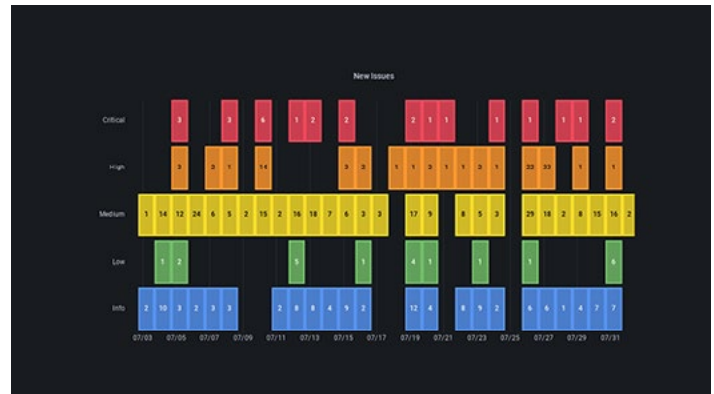 New Issues
Critical 3 3 6 1 2 2 2 1 1 1 1 1 1 2
High 3 3 1 14 3 3 1 1 3 1 1 3 1 33 33 1 1
Medium 1 14 12 24 6 5 2 15 2 16 18 7 6 3 3 17 9 8 5 3 29 18 2 8 15 16 2
Low 1 2 5 1 4 1 1 1 6
Info 2 10 3 2 3 3 2 8 8 4 9 2 12 4 8 9 2 6 6 1 4 7 7
07/03 07/05 07/07 07/09 07/11 07/13 07/15 07/17 07/19 07/21 07/23 07/25 07/27 07/29 07/31